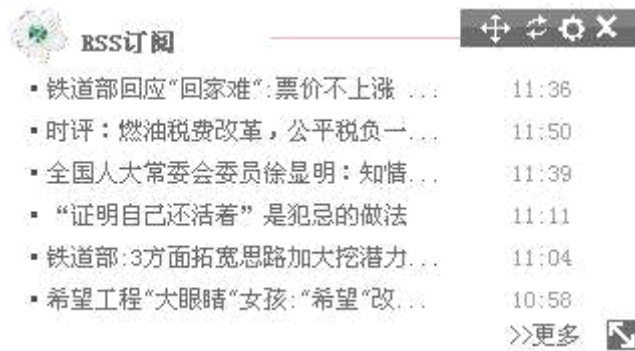 RSS订阅
铁道部回应“回家难”:票价不上涨 ... 11:36
时评：燃油税费改革，公平税负一... 11:50
全国人大常委会委员徐显明：知情... 11:39
“证明自己还活着”是犯忌的做法 11:11
铁道部:3方面拓宽思路加大挖潜力... 11:04
希望工程“大眼睛”女孩:“希望”改... 10:58
>>更多